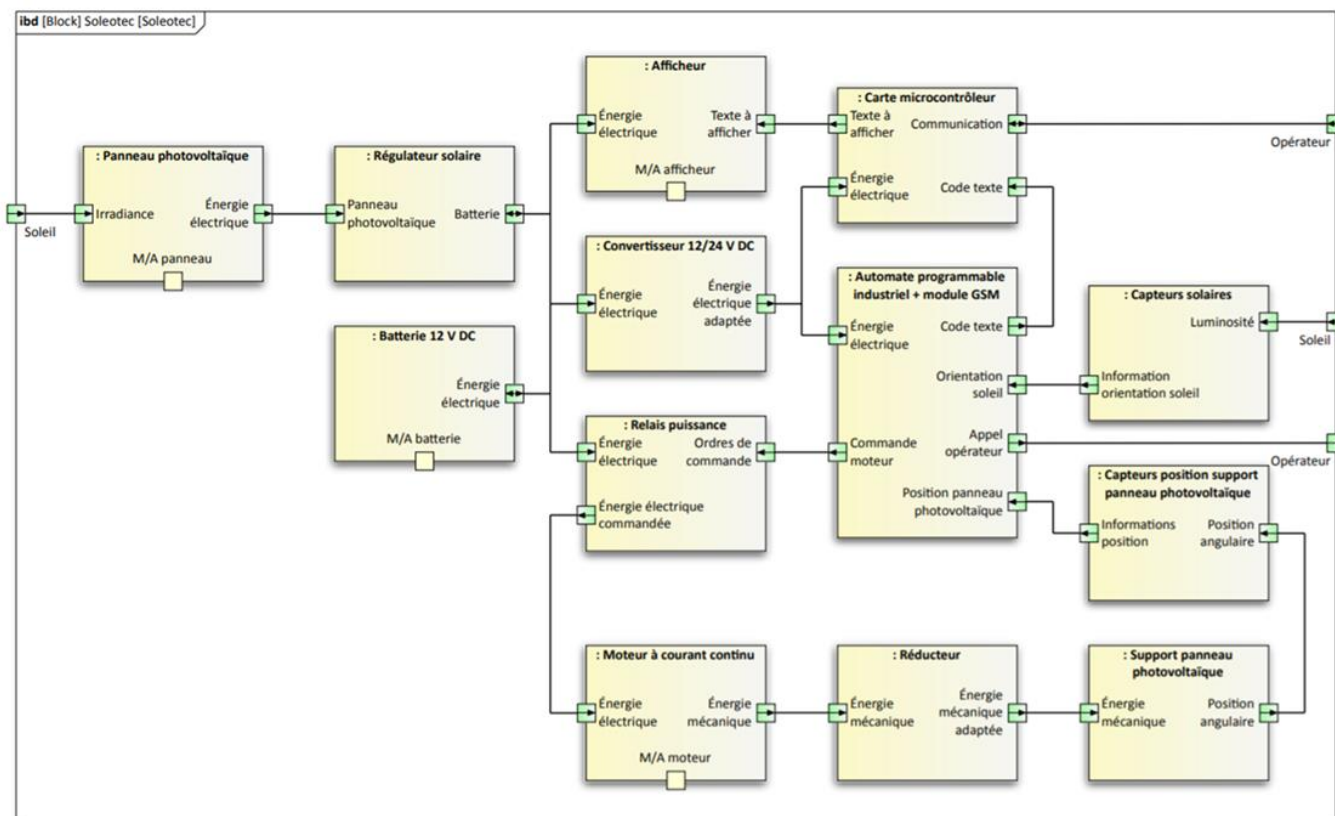 ibd [Block] Soleotec [Soleotec]
Soleil
: Panneau photovoltaïque
Irradiance
Énergie
électrique
M/A panneau
: Régulateur solaire
Panneau
photovoltaïque
Batterie
: Batterie 12 V DC
Énergie
électrique
M/A batterie
: Afficheur
Énergie
électrique
Texte à
afficher
M/A afficheur
: Convertisseur 12/24 V DC
Énergie
électrique
Énergie
électrique
adaptée
: Relais puissance
Énergie
électrique
Ordres de
commande
Énergie électrique
commandée
: Moteur à courant continu
Énergie
électrique
Énergie
mécanique
M/A moteur
: Carte microcontrôleur
Texte à
afficher
Communication
Énergie
électrique
Code texte
: Automate programmable
industriel + module GSM
Énergie
électrique
Code texte
Orientation
soleil
Commande
moteur
Appel
opérateur
Position panneau
photovoltaïque
: Réducteur
Énergie
mécanique
Énergie
mécanique
adaptée
: Capteurs solaires
Luminosité
Information
orientation soleil
: Capteurs position support
panneau photovoltaïque
Informations
position
Position
angulaire
: Support panneau
photovoltaïque
Énergie
mécanique
Position
angulaire
Opérateur
Soleil
Opérateur